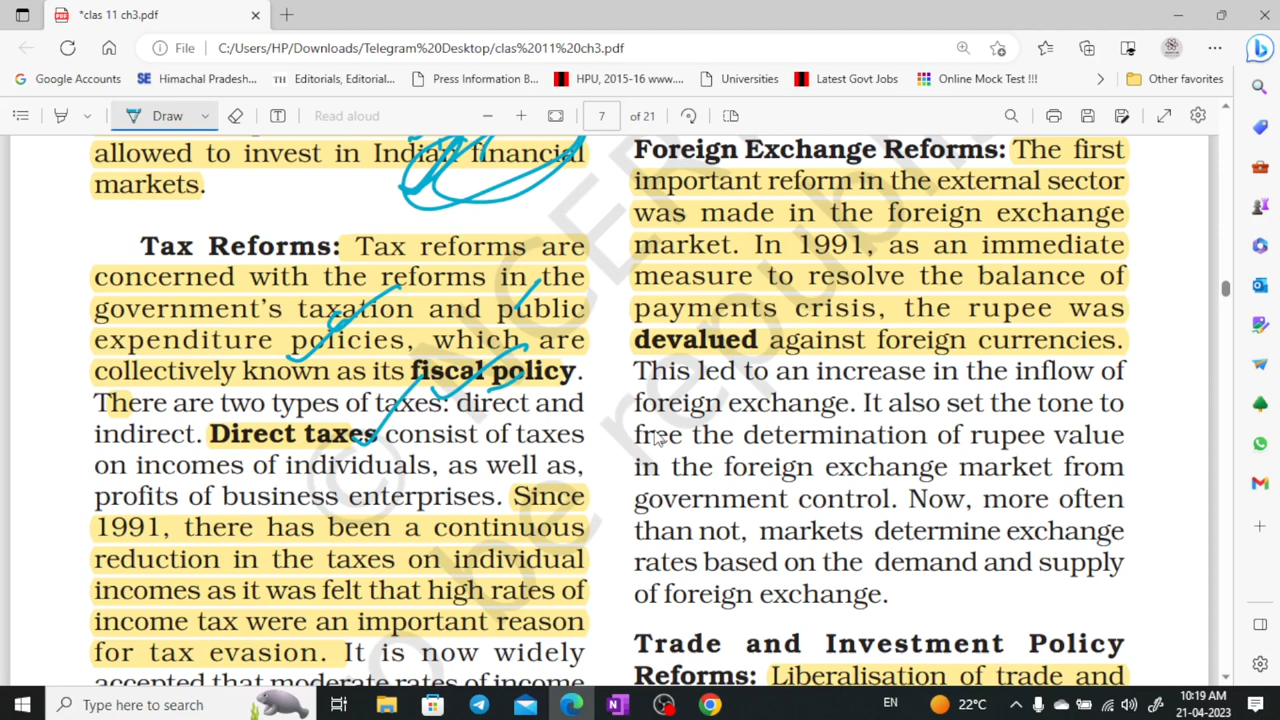 *clas 11 ch3.pdf
File
C:/Users/HP/Downloads/Telegram%20Desktop/clas%2011%20ch3.pdf
Google Accounts
SE Himachal Pradesh...
TH Editorials, Editorial...
Press Information B...
HPU, 2015-16 www....
Universities
Latest Govt Jobs
Online Mock Test !!!
Other favorites
Draw
Read aloud
7 of 21
allowed to invest in Indian financial
markets.
Tax Reforms: Tax reforms are
concerned with the reforms in the
government's taxation and public
expenditure policies, which are
collectively known as its fiscal policy.
There are two types of taxes: direct and
indirect. Direct taxes consist of taxes
on incomes of individuals, as well as,
profits of business enterprises. Since
1991, there has been a continuous
reduction in the taxes on individual
incomes as it was felt that high rates of
income tax were an important reason
for tax evasion. It is now widely
accepted that moderate rates of income
Foreign Exchange Reforms: The first
important reform in the external sector
was made in the foreign exchange
market. In 1991, as an immediate
measure to resolve the balance of
payments crisis, the rupee was
devalued against foreign currencies.
This led to an increase in the inflow of
foreign exchange. It also set the tone to
free the determination of rupee value
in the foreign exchange market from
government control. Now, more often
than not, markets determine exchange
rates based on the demand and supply
of foreign exchange.
Trade and Investment Policy
Reforms: Liberalisation of trade and
© NCERT
be republis
Type here to search
EN
22°C
10:19 AM
21-04-2023